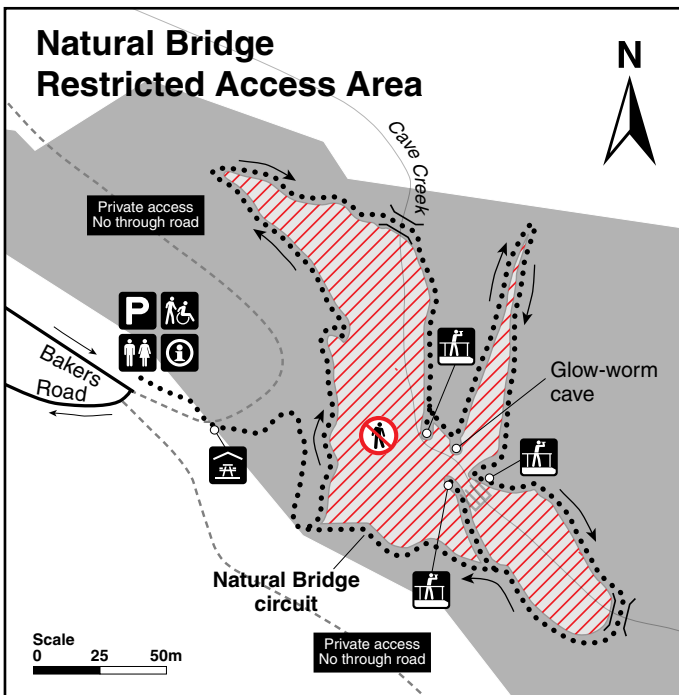 Natural Bridge
Restricted Access Area
N
Cave Creek
Private access
No through road
P
i
Bakers
Road
Glow-worm
cave
Natural Bridge
circuit
Scale
0 25 50m
Private access
No through road